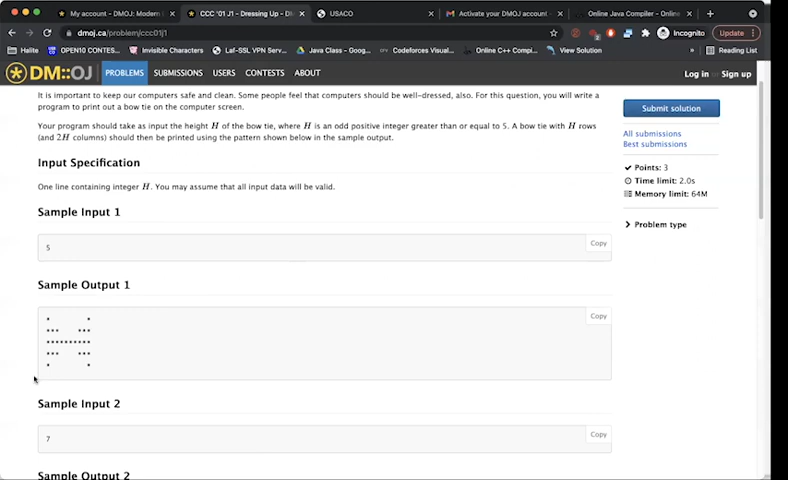 My account - DMOJ: Modern
CCC '01 J1 - Dressing Up - D
USACO
Activate your DMOJ account
Online Java Compiler - Online
dmoj.ca/problem/ccc01j1
Incognito
Update
Halite
OPEN10 CONTES...
Invisible Characters
Laf-SSL VPN Serv...
Java Class - Goog...
Codeforces Visual...
Online C++ Compi...
View Solution
»
Reading List
DM::OJ
PROBLEMS
SUBMISSIONS
USERS
CONTESTS
ABOUT
Log in or Sign up
It is important to keep our computers safe and clean. Some people feel that computers should be well-dressed, also. For this question, you will write a
program to print out a bow tie on the computer screen.
Your program should take as input the height H of the bow tie, where H is an odd positive integer greater than or equal to 5. A bow tie with H rows
(and 2H columns) should then be printed using the pattern shown below in the sample output.
Input Specification
One line containing integer H. You may assume that all input data will be valid.
Sample Input 1
Copy
5
Sample Output 1
Copy
*        *
***    ***
**********
***    ***
*        *
Sample Input 2
Copy
7
Sample Output 2
Submit solution
All submissions
Best submissions
Points: 3
Time limit: 2.0s
Memory limit: 64M
Problem type